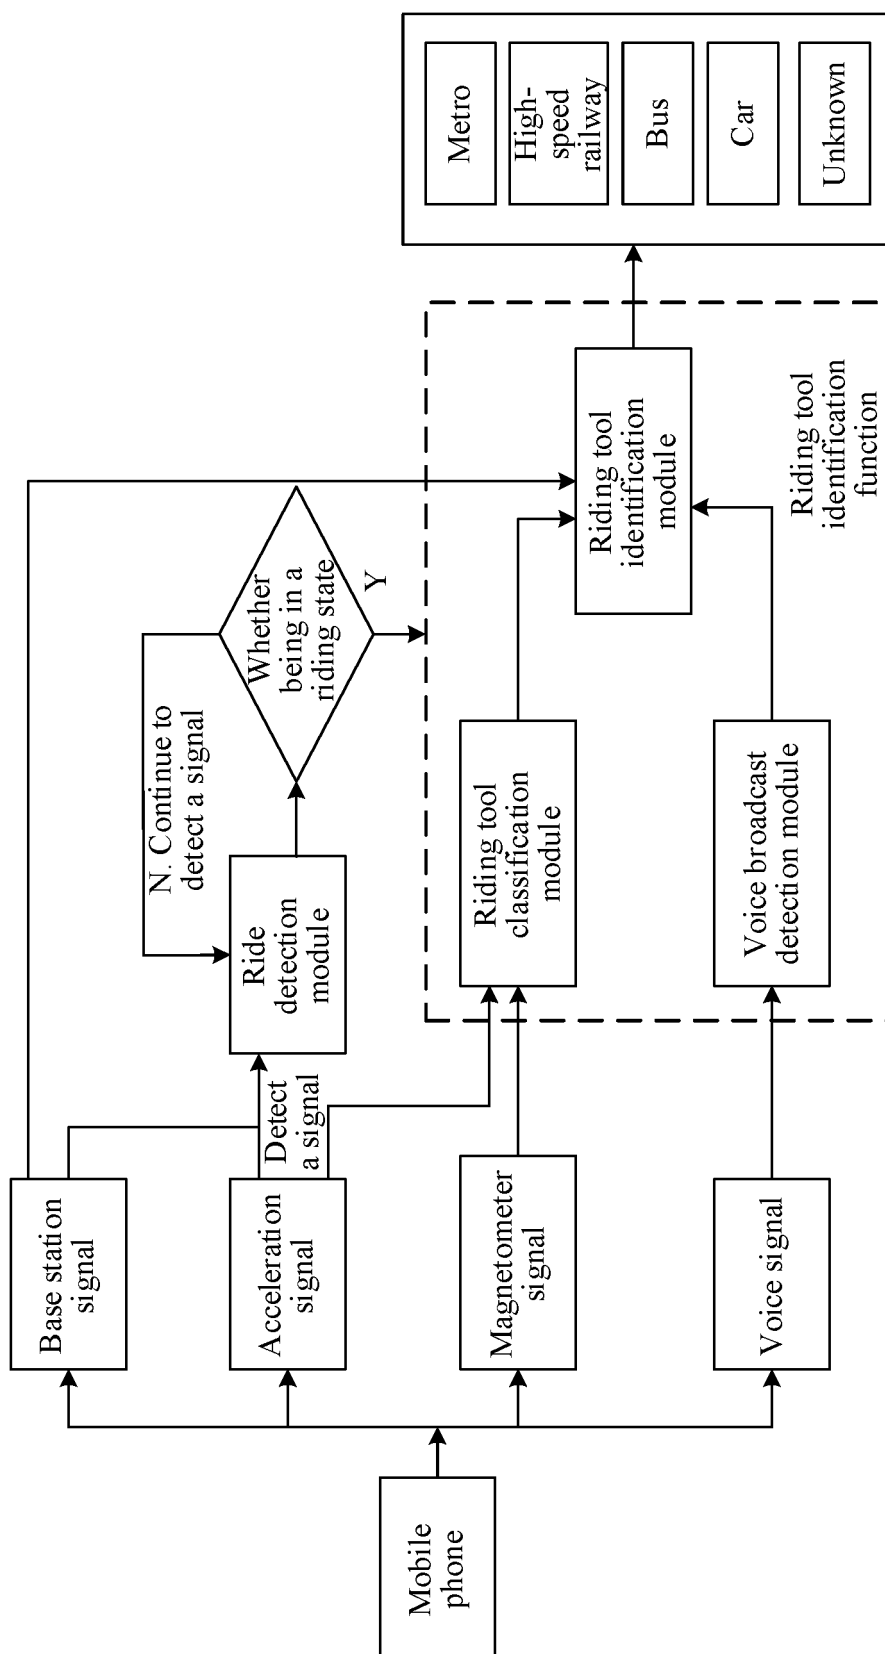 Mobile
phone
Base station
signal
Acceleration
signal
Magnetometer
signal
Voice signal
Detect
a signal
Ride
detection
module
N. Continue to
detect a signal
Whether
being in a
riding state
Y
Riding tool
classification
module
Voice broadcast
detection module
Riding tool
identification
module
Riding tool
identification
function
Metro
High-
speed
railway
Bus
Car
Unknown